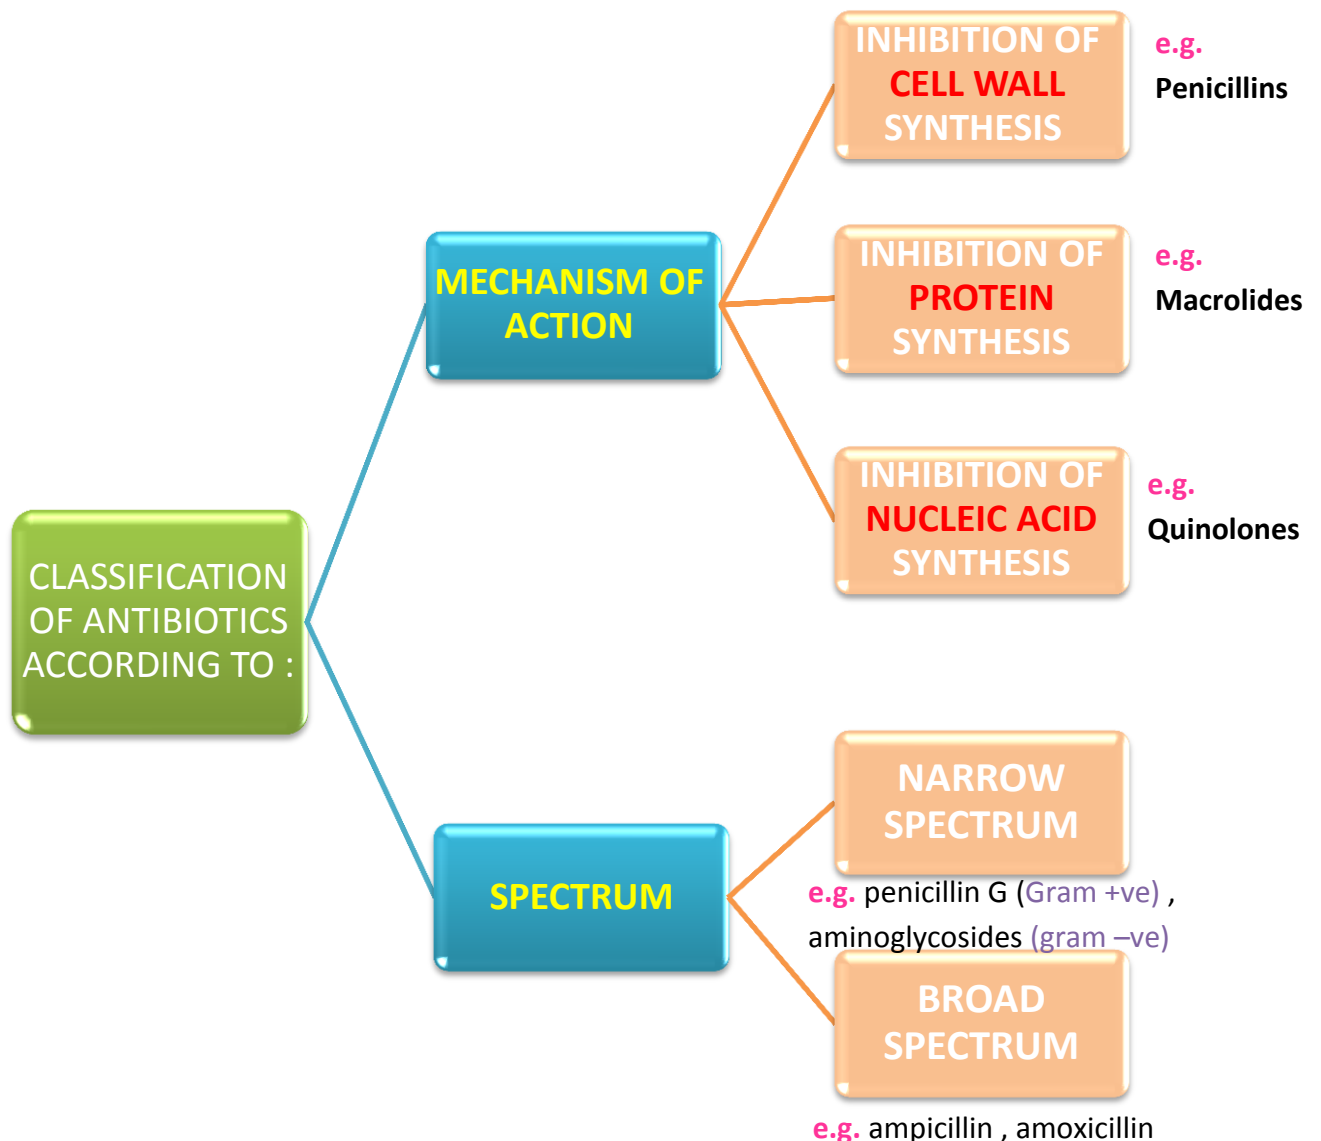 CLASSIFICATION
OF ANTIBIOTICS
ACCORDING TO :
MECHANISM OF
ACTION
INHIBITION OF
CELL WALL
SYNTHESIS
e.g.
Penicillins
INHIBITION OF
PROTEIN
SYNTHESIS
e.g.
Macrolides
INHIBITION OF
NUCLEIC ACID
SYNTHESIS
e.g.
Quinolones
SPECTRUM
NARROW
SPECTRUM
e.g. penicillin G (Gram +ve) ,
aminoglycosides (gram –ve)
BROAD
SPECTRUM
e.g. ampicillin , amoxicillin